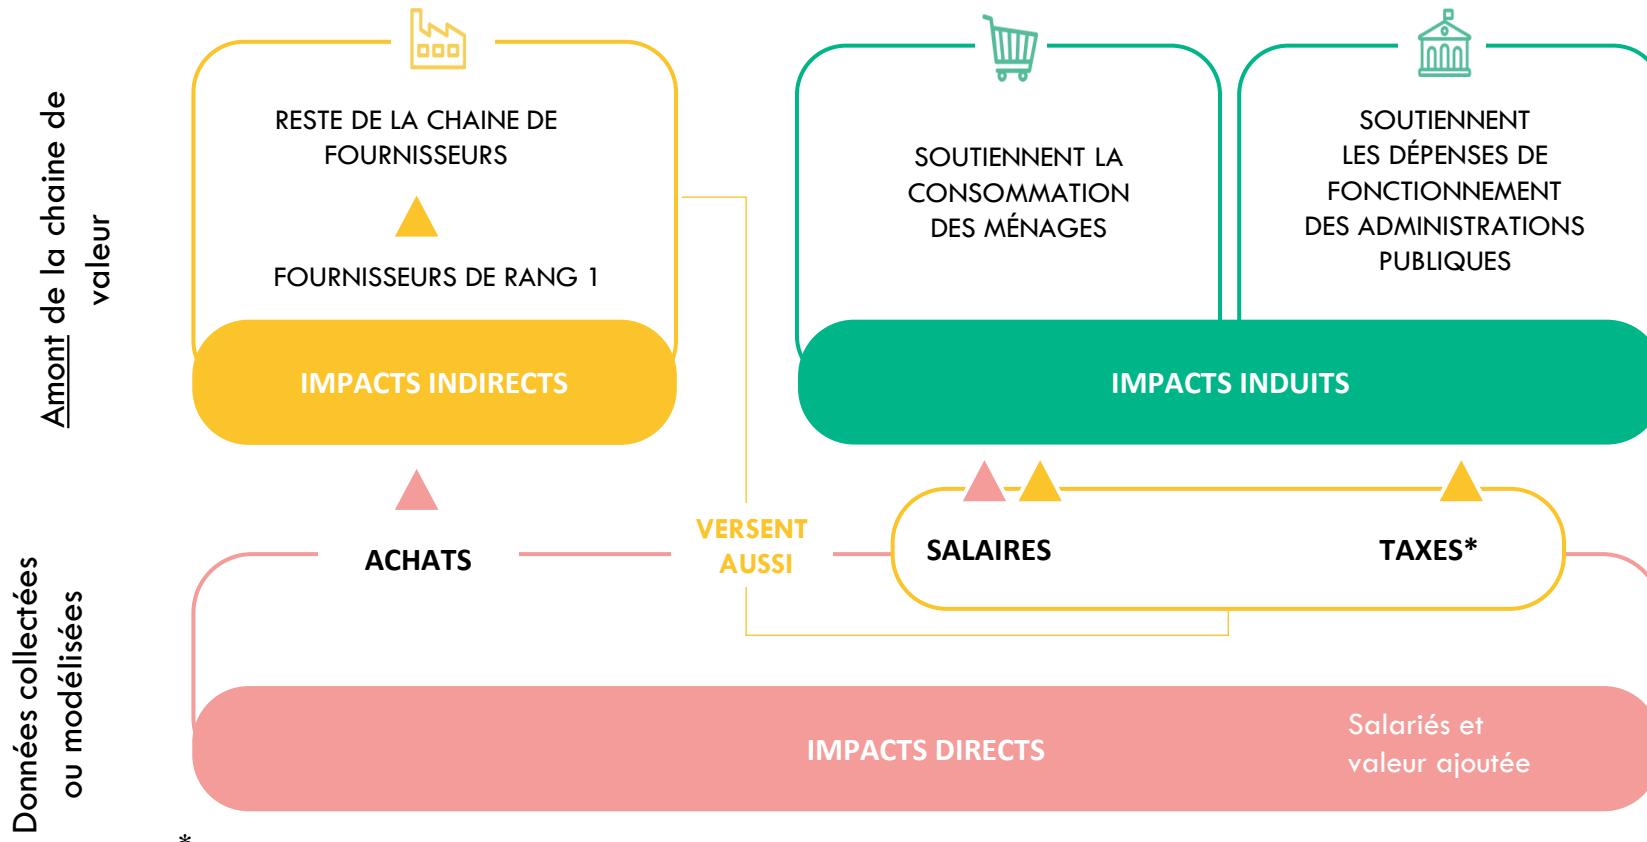 Amont de la chaine de
valeur
RESTE DE LA CHAINE DE
FOURNISSEURS
FOURNISSEURS DE RANG 1
IMPACTS INDIRECTS
SOUTIENNENT LA
CONSOMMATION
DES MÉNAGES
SOUTIENNENT
LES DÉPENSES DE
FONCTIONNEMENT
DES ADMINISTRATIONS
PUBLIQUES
IMPACTS INDUITS
Données collectées
ou modélisées
ACHATS
VERSENT
AUSSI
SALAIRES
TAXES*
IMPACTS DIRECTS
Salariés et
valeur ajoutée
*